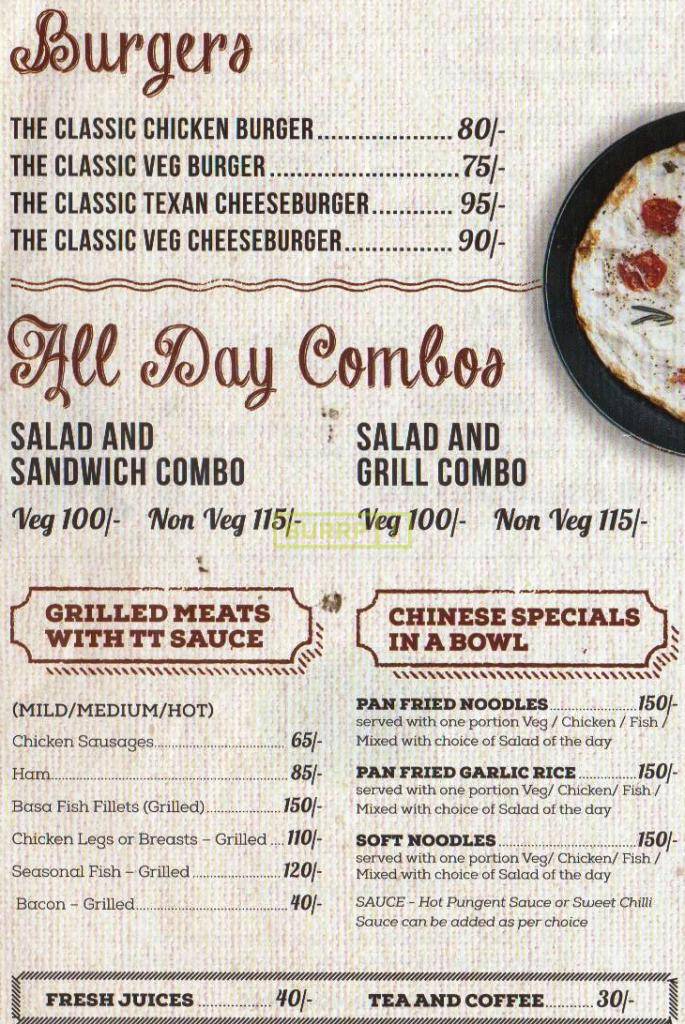 Burgers
THE CLASSIC CHICKEN BURGER.................. 80/-
THE CLASSIC VEG BURGER.........................75/-
THE CLASSIC TEXAN CHEESEBURGER........... 95/-
THE CLASSIC VEG CHEESEBURGER............... 90/-
All Day Combos
SALAD AND
SANDWICH COMBO
Veg 100/- Non Veg 115/-
SALAD AND
GRILL COMBO
Veg 100/- Non Veg 115/-
BURRP!
GRILLED MEATS
WITH TT SAUCE
(MILD/MEDIUM/HOT)
Chicken Sausages................................ 65/-
Ham......................................................... 85/-
Basa Fish Fillets (Grilled)...................150/-
Chicken Legs or Breasts – Grilled ...110/-
Seasonal Fish – Grilled ......................120/-
Bacon – Grilled...................................... 40/-
CHINESE SPECIALS
IN A BOWL
PAN FRIED NOODLES.....................150/-
served with one portion Veg / Chicken / Fish /
Mixed with choice of Salad of the day
PAN FRIED GARLIC RICE ..............150/-
served with one portion Veg/ Chicken/ Fish /
Mixed with choice of Salad of the day
SOFT NOODLES..................................150/-
served with one portion Veg/ Chicken/ Fish /
Mixed with choice of Salad of the day
SAUCE - Hot Pungent Sauce or Sweet Chilli
Sauce can be added as per choice
FRESH JUICES ..................40/-
TEA AND COFFEE.............30/-